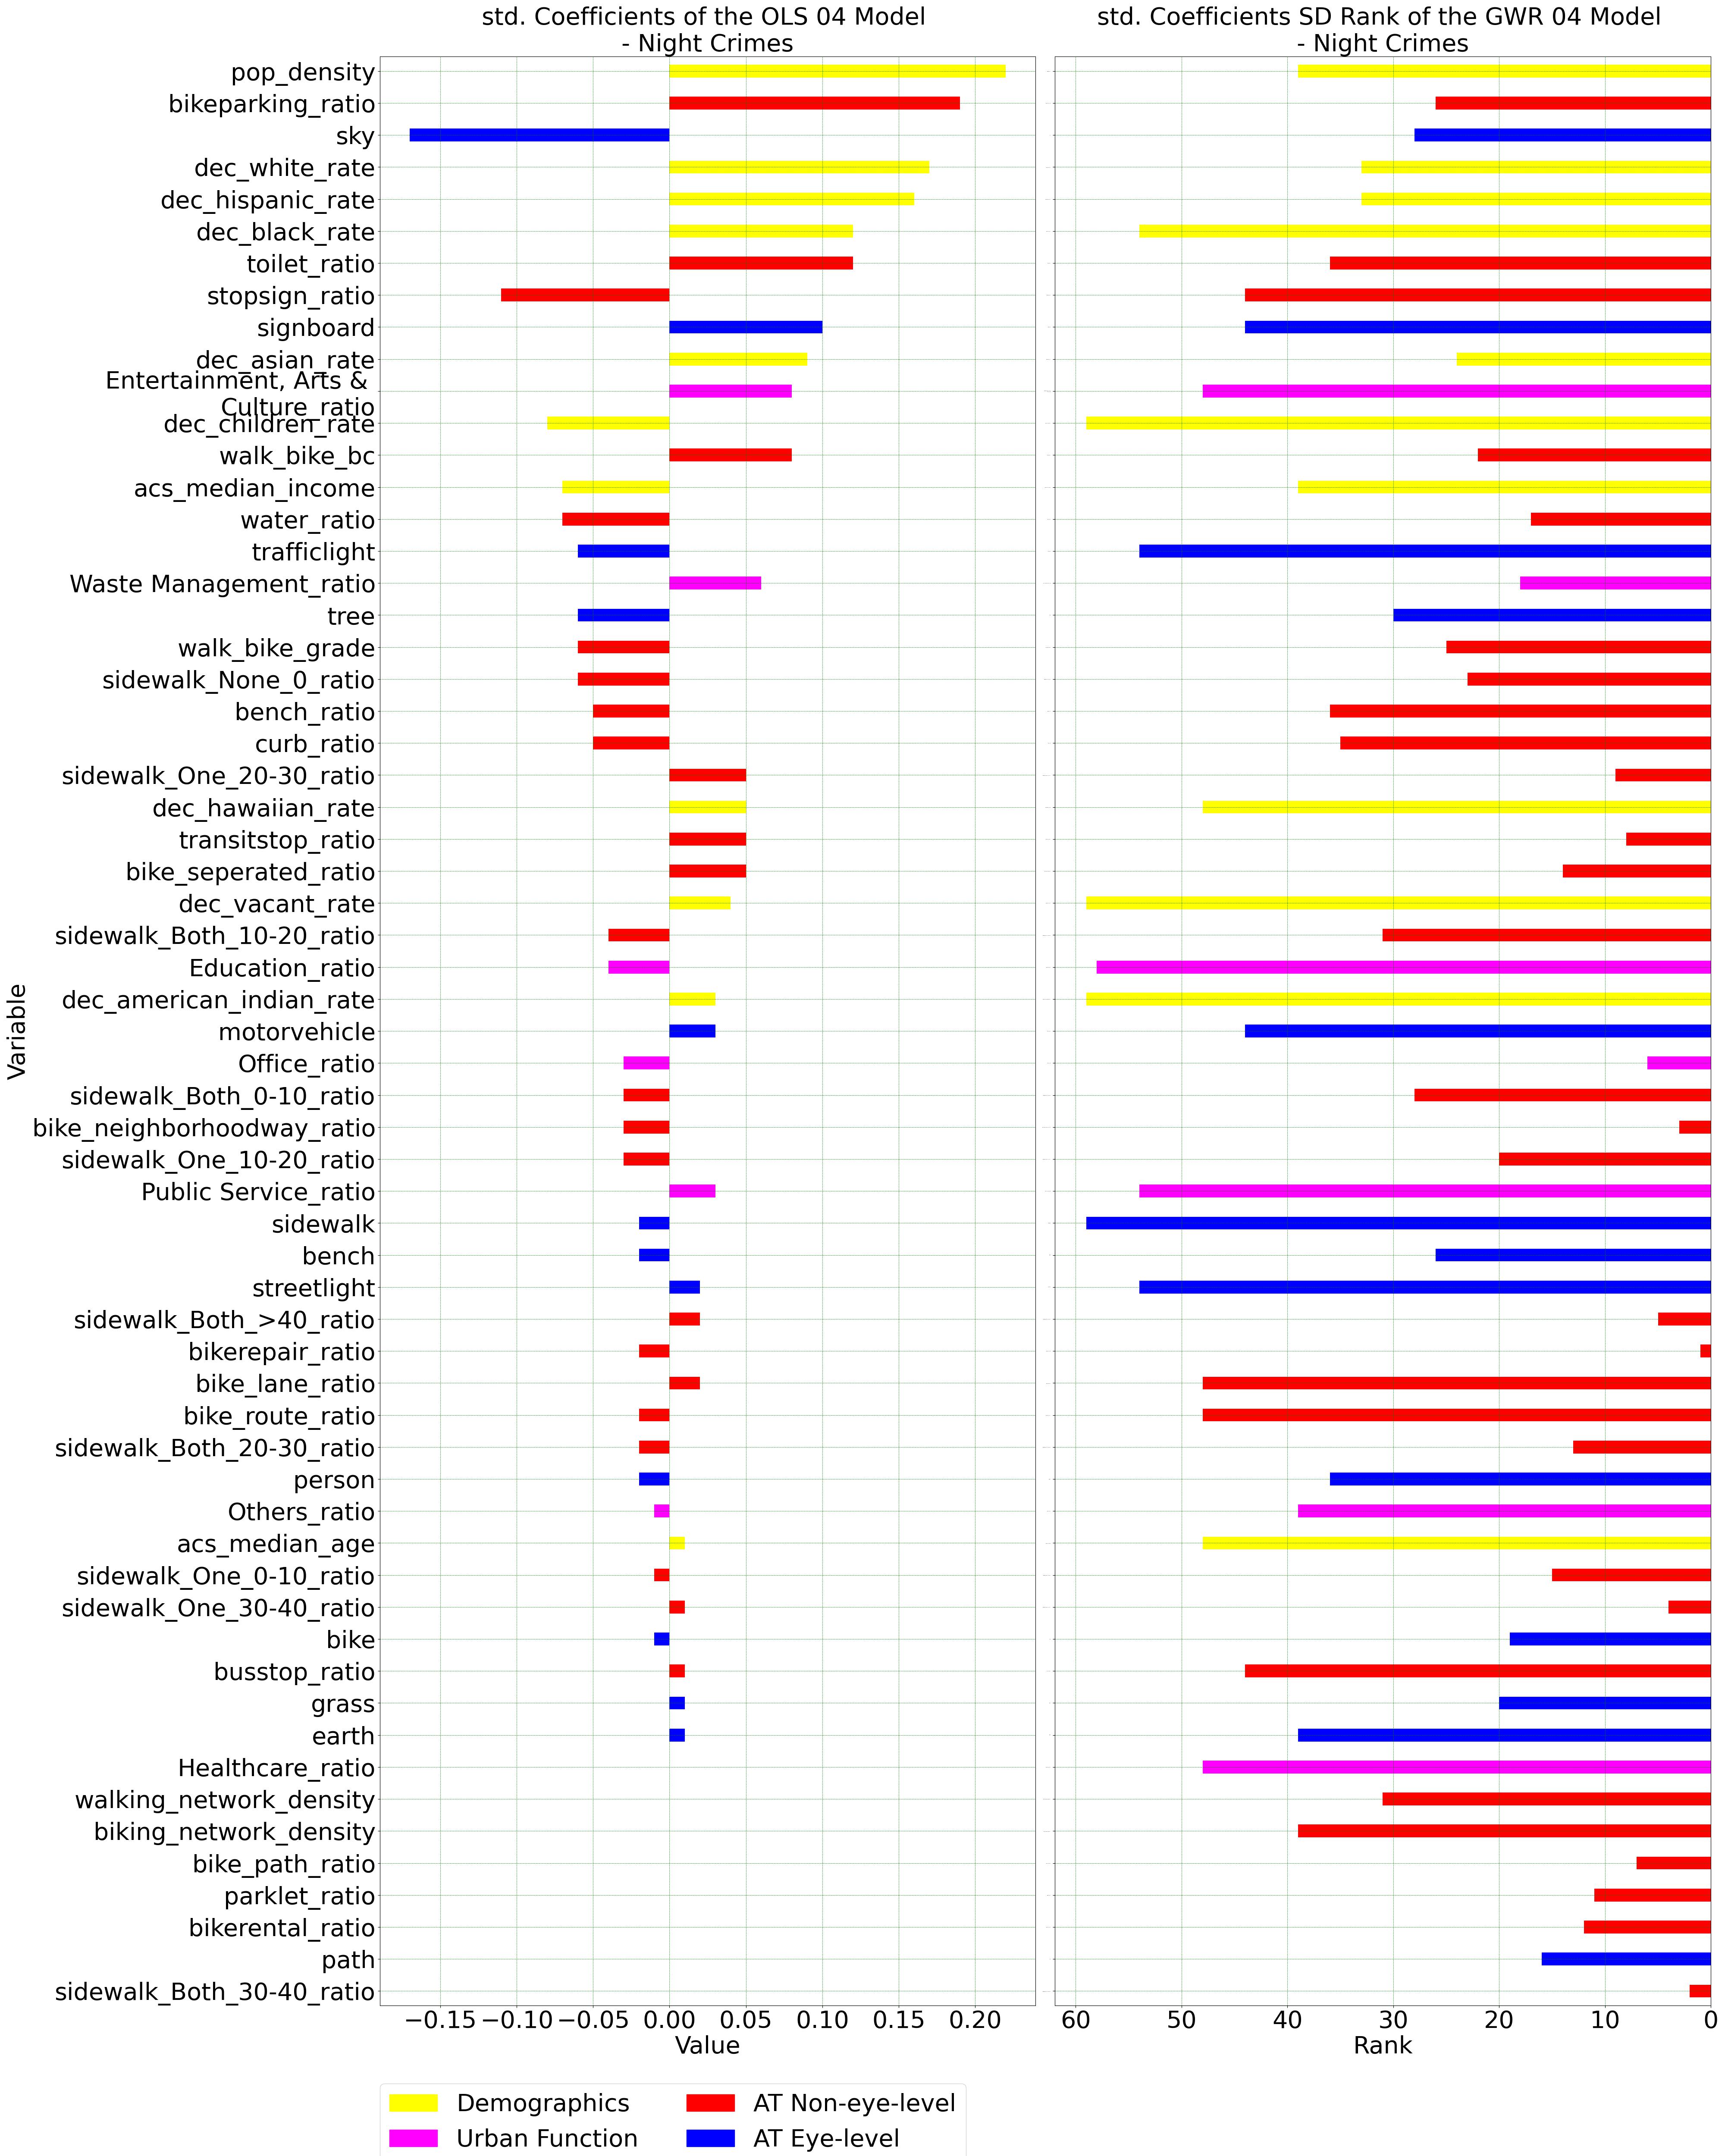 std. Coefficients of the OLS 04 Model
- Night Crimes
std. Coefficients SD Rank of the GWR 04 Model
- Night Crimes
pop_density
bikeparking_ratio
sky
dec_white_rate
dec_hispanic_rate
dec_black_rate
toilet_ratio
stopsign_ratio
signboard
dec_asian_rate
Entertainment, Arts &
Culture_ratio
dec_children_rate
walk_bike_bc
acs_median_income
water_ratio
trafficlight
Waste Management_ratio
tree
walk_bike_grade
sidewalk_None_0_ratio
bench_ratio
curb_ratio
sidewalk_One_20-30_ratio
dec_hawaiian_rate
transitstop_ratio
bike_seperated_ratio
dec_vacant_rate
sidewalk_Both_10-20_ratio
Education_ratio
dec_american_indian_rate
motorvehicle
Office_ratio
sidewalk_Both_0-10_ratio
bike_neighborhoodway_ratio
sidewalk_One_10-20_ratio
Public Service_ratio
sidewalk
bench
streetlight
sidewalk_Both_>40_ratio
bikerepair_ratio
bike_lane_ratio
bike_route_ratio
sidewalk_Both_20-30_ratio
person
Others_ratio
acs_median_age
sidewalk_One_0-10_ratio
sidewalk_One_30-40_ratio
bike
busstop_ratio
grass
earth
Healthcare_ratio
walking_network_density
biking_network_density
bike_path_ratio
parklet_ratio
bikerental_ratio
path
sidewalk_Both_30-40_ratio
Variable
−0.15 −0.10 −0.05 0.00 0.05 0.10 0.15 0.20
Value
60 50 40 30 20 10 0
Rank
Demographics
Urban Function
AT Non-eye-level
AT Eye-level